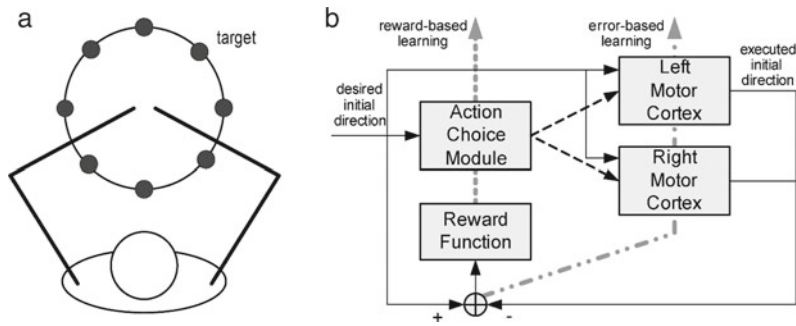 a
target
b
reward-based
learning
error-based
learning
desired
initial
direction
executed
initial
direction
Action
Choice
Module
Left
Motor
Cortex
Right
Motor
Cortex
Reward
Function
+
-